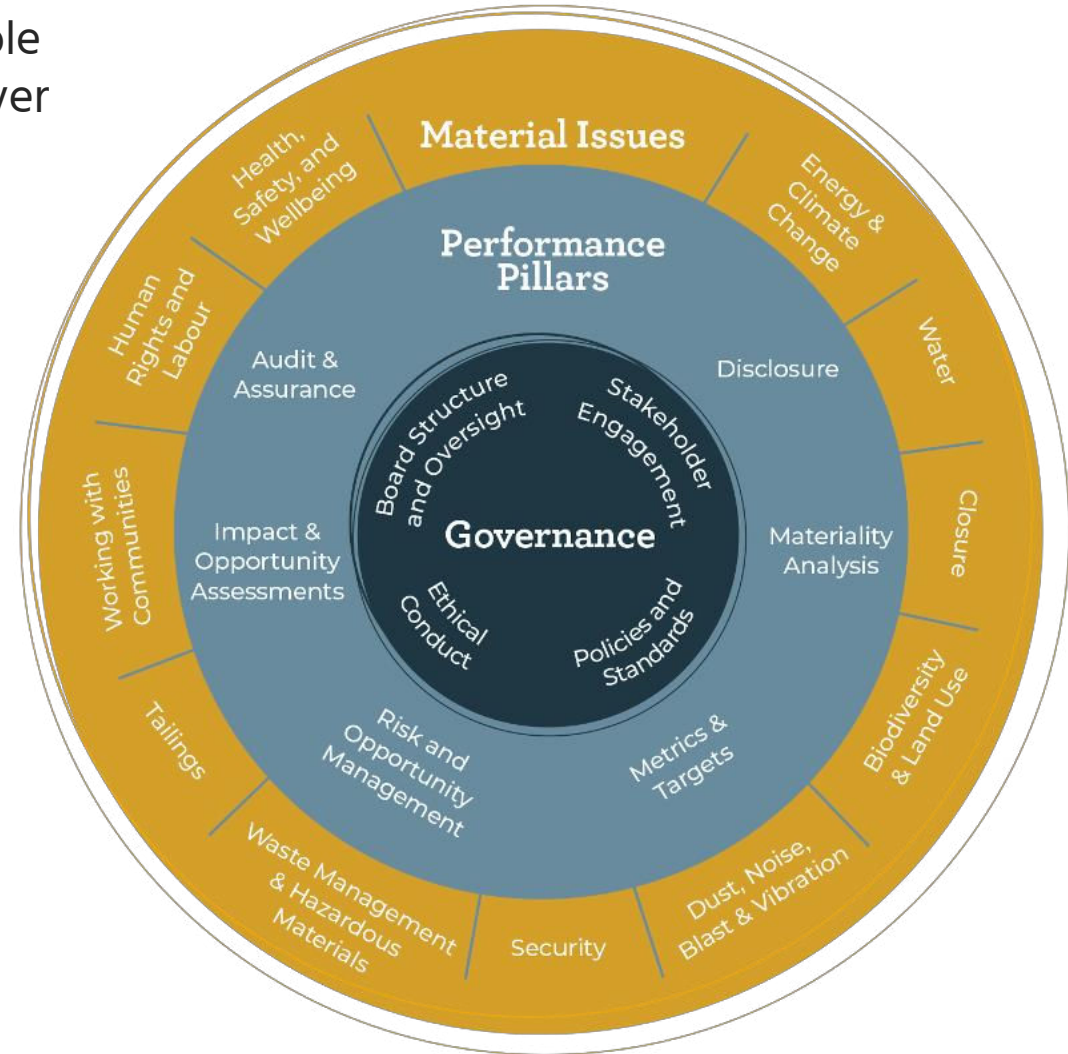 Material Issues
Energy &
Climate
Change
Water
Closure
Biodiversity
& Land Use
Dust, Noise,
Blast & Vibration
Security
Waste Management
& Hazardous
Materials
Tailings
Working with
Communities
Human
Rights and
Labour
Health,
Safety, and
Wellbeing
Performance
Pillars
Disclosure
Materiality
Analysis
Metrics &
Targets
Risk and
Opportunity
Management
Impact &
Opportunity
Assessments
Audit &
Assurance
Governance
Board Structure
and Oversight
Stakeholder
Engagement
Policies and
Standards
Ethical
Conduct